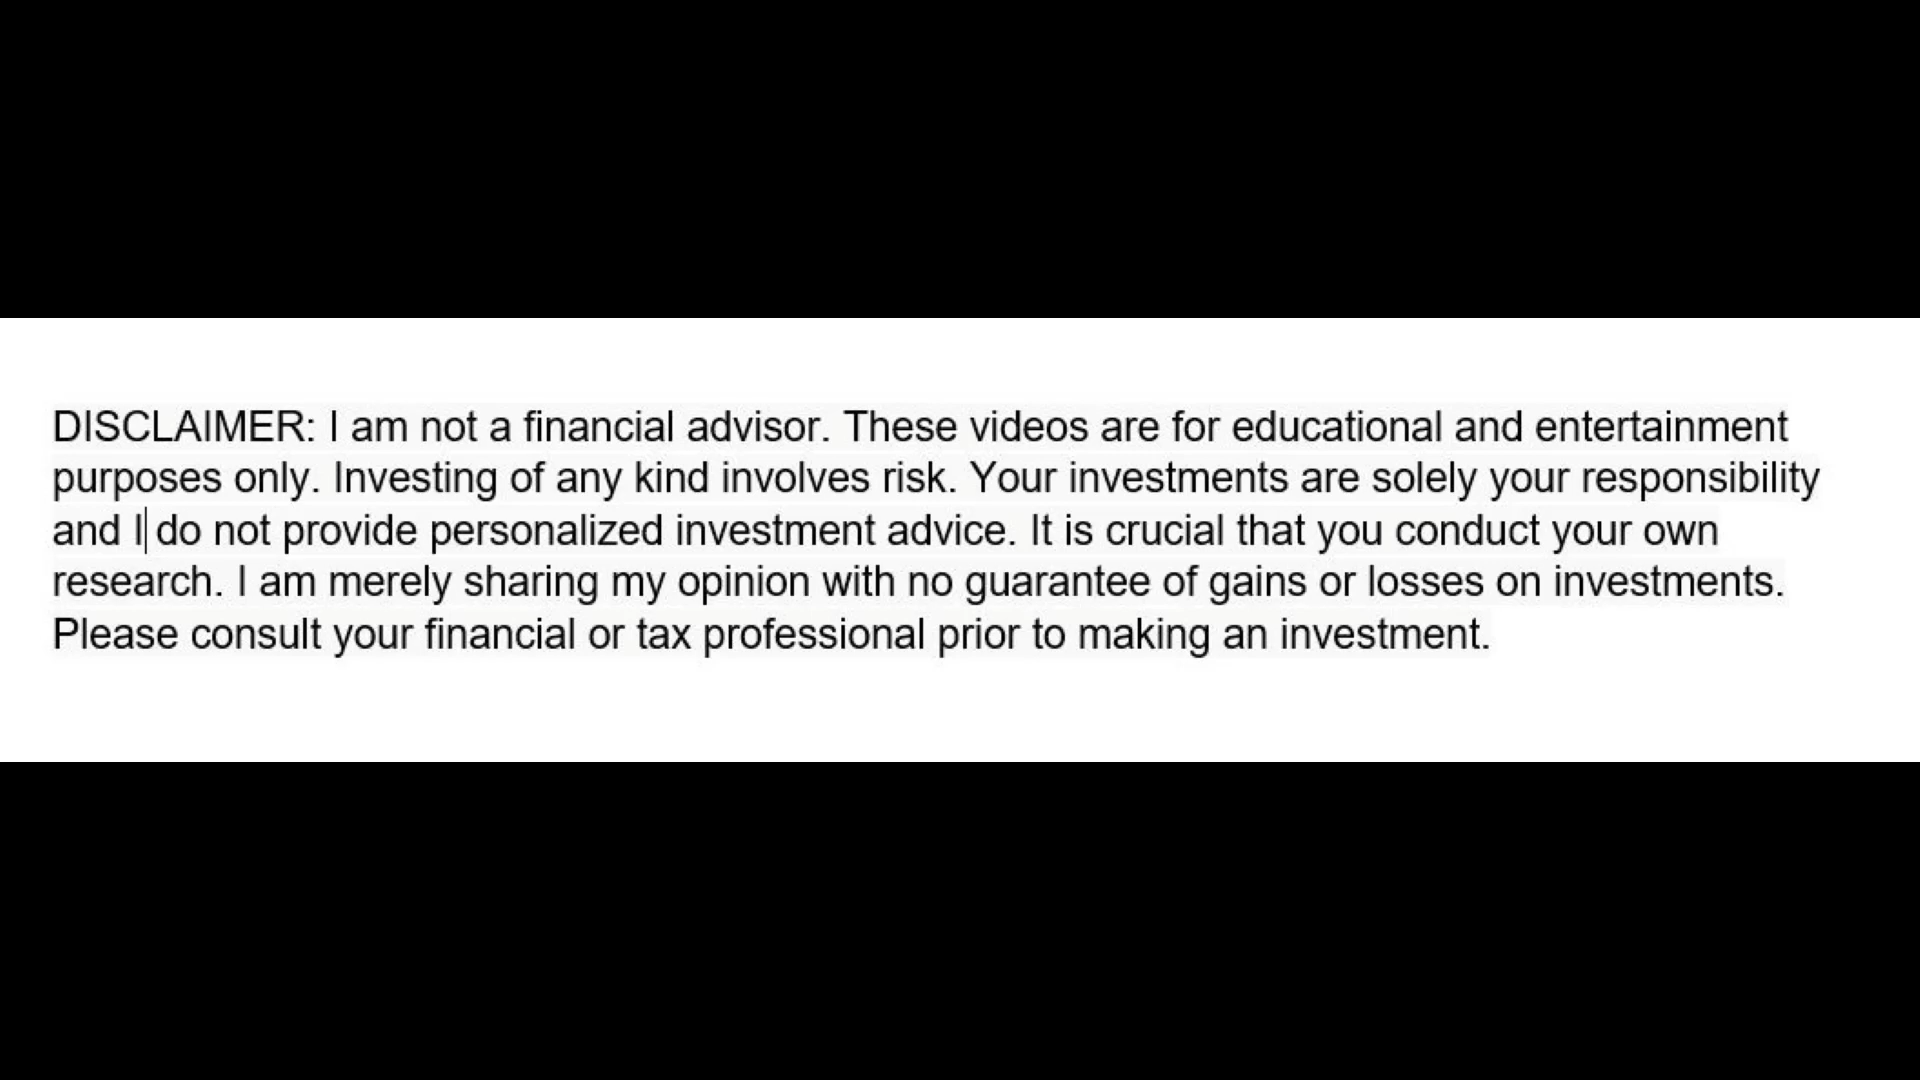 DISCLAIMER: I am not a financial advisor. These videos are for educational and entertainment
purposes only. Investing of any kind involves risk. Your investments are solely your responsibility
and I do not provide personalized investment advice. It is crucial that you conduct your own
research. I am merely sharing my opinion with no guarantee of gains or losses on investments.
Please consult your financial or tax professional prior to making an investment.